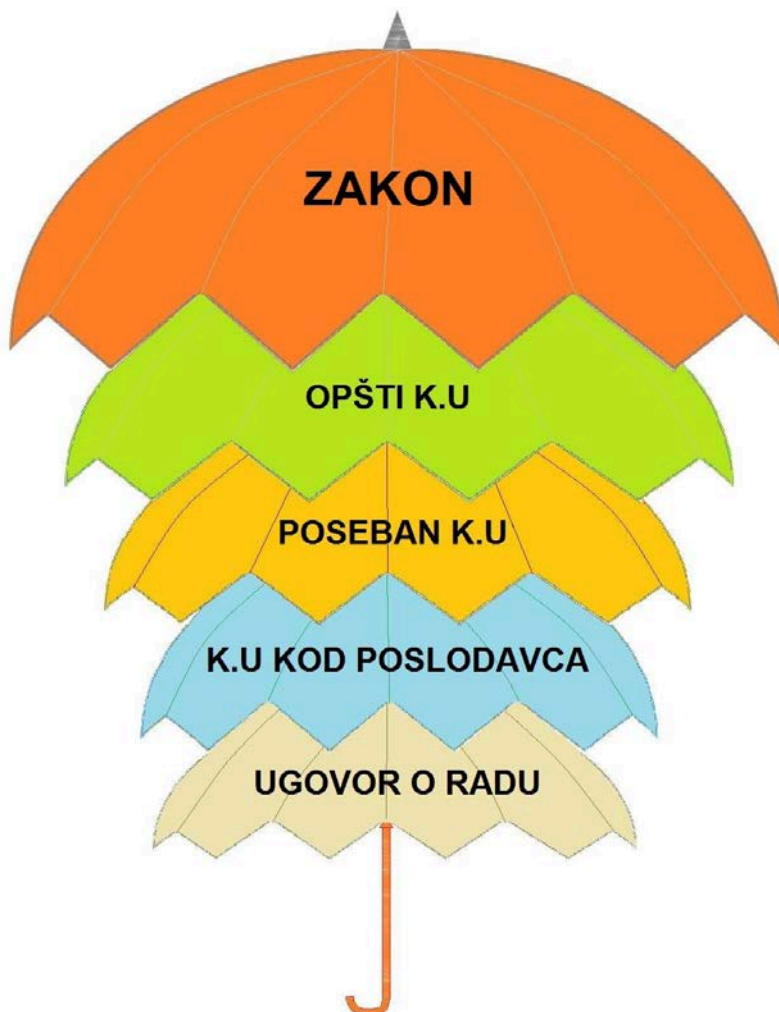 ZAKON
OPŠTI K.U
POSEBAN K.U
K.U KOD POSLODAVCA
UGOVOR O RADU